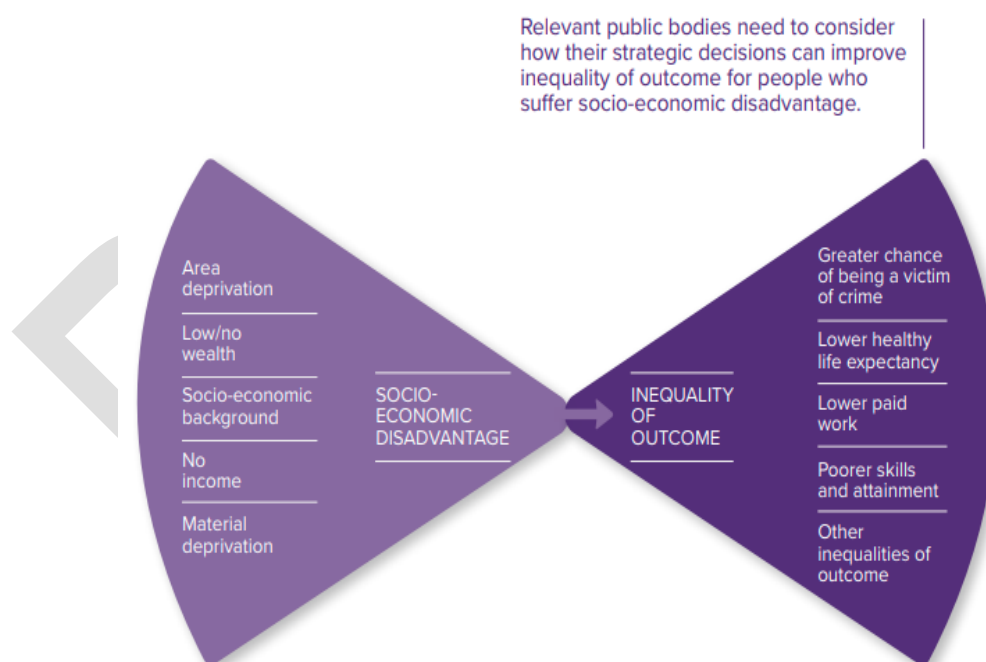 Relevant public bodies need to consider
how their strategic decisions can improve
inequality of outcome for people who
suffer socio-economic disadvantage.
Area
deprivation
Low/no
wealth
Socio-economic
background
No
income
Material
deprivation
SOCIO-
ECONOMIC
DISADVANTAGE
INEQUALITY
OF
OUTCOME
Greater chance
of being a victim
of crime
Lower healthy
life expectancy
Lower paid
work
Poorer skills
and attainment
Other
inequalities of
outcome